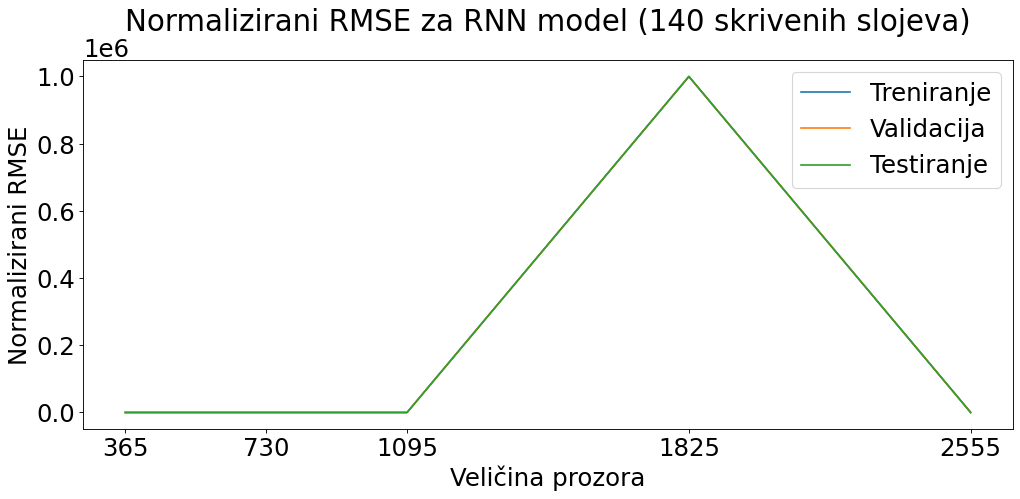 Normalizirani RMSE za RNN model (140 skrivenih slojeva)
1e6
1.0
0.8
0.6
0.4
0.2
0.0
Normalizirani RMSE
Treniranje
Validacija
Testiranje
365 730 1095 1825 2555
Veličina prozora